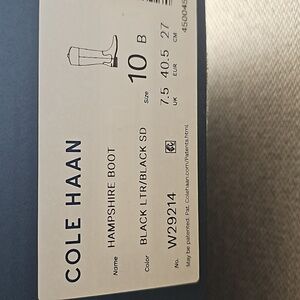 COLE HAAN
Name HAMPSHIRE BOOT
Color BLACK LTR/BLACK SD
No. W29214
May be patented. Pat. ColeHaan.com/Patents.html
Size 10 B
7.5 40.5 27
UK EUR CM